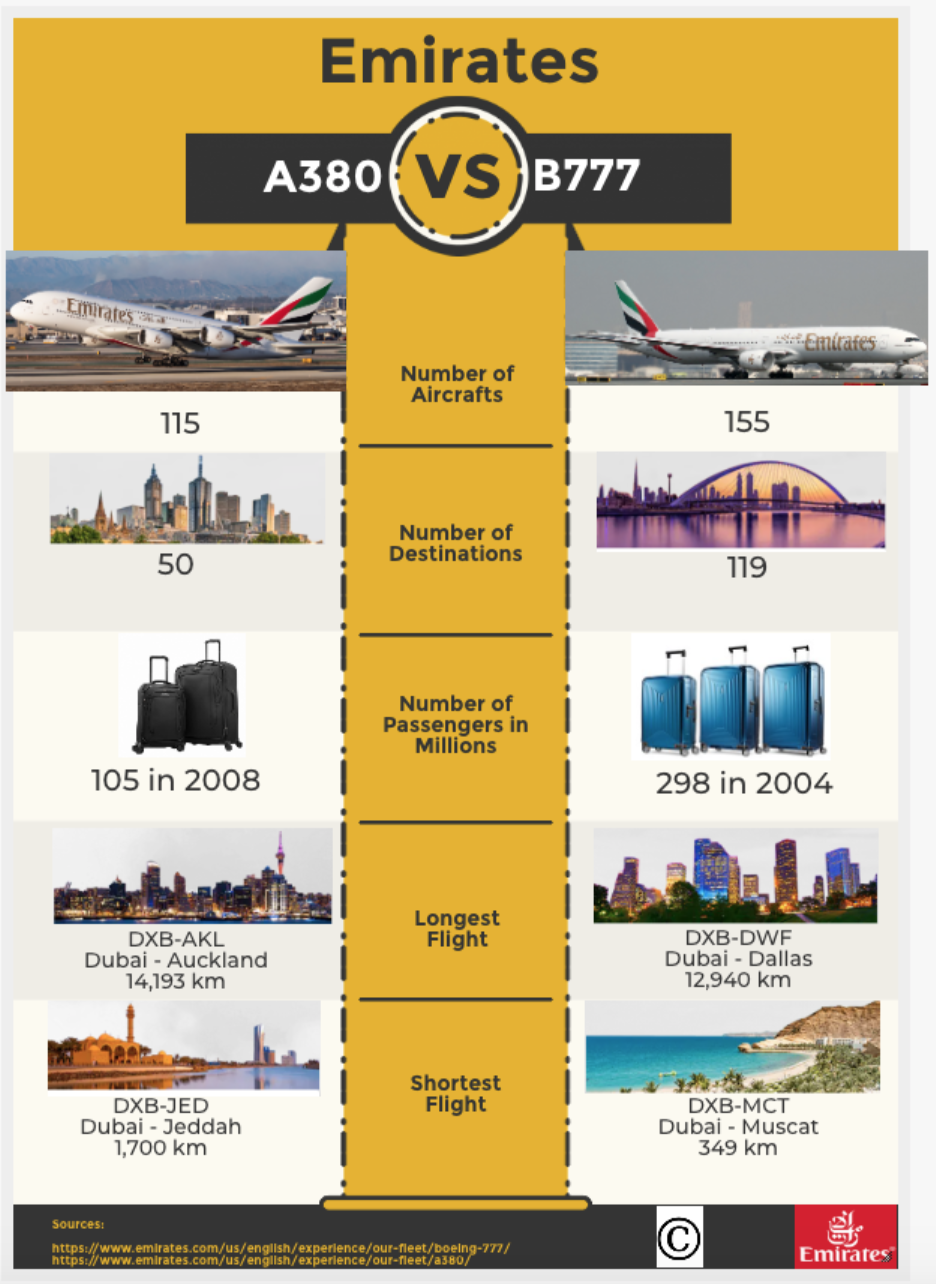 Emirates
A380 VS B777
Emirates
Emirates
Number of
Aircrafts
115
155
Number of
Destinations
50
119
Number of
Passengers in
Millions
105 in 2008
298 in 2004
Longest
Flight
DXB-AKL
Dubai - Auckland
14,193 km
DXB-DWF
Dubai - Dallas
12,940 km
Shortest
Flight
DXB-JED
Dubai - Jeddah
1,700 km
DXB-MCT
Dubai - Muscat
349 km
Sources:
https://www.emirates.com/us/english/experience/our-fleet/boeing-777/
https://www.emirates.com/us/english/experience/our-fleet/a380/
©
Emirates